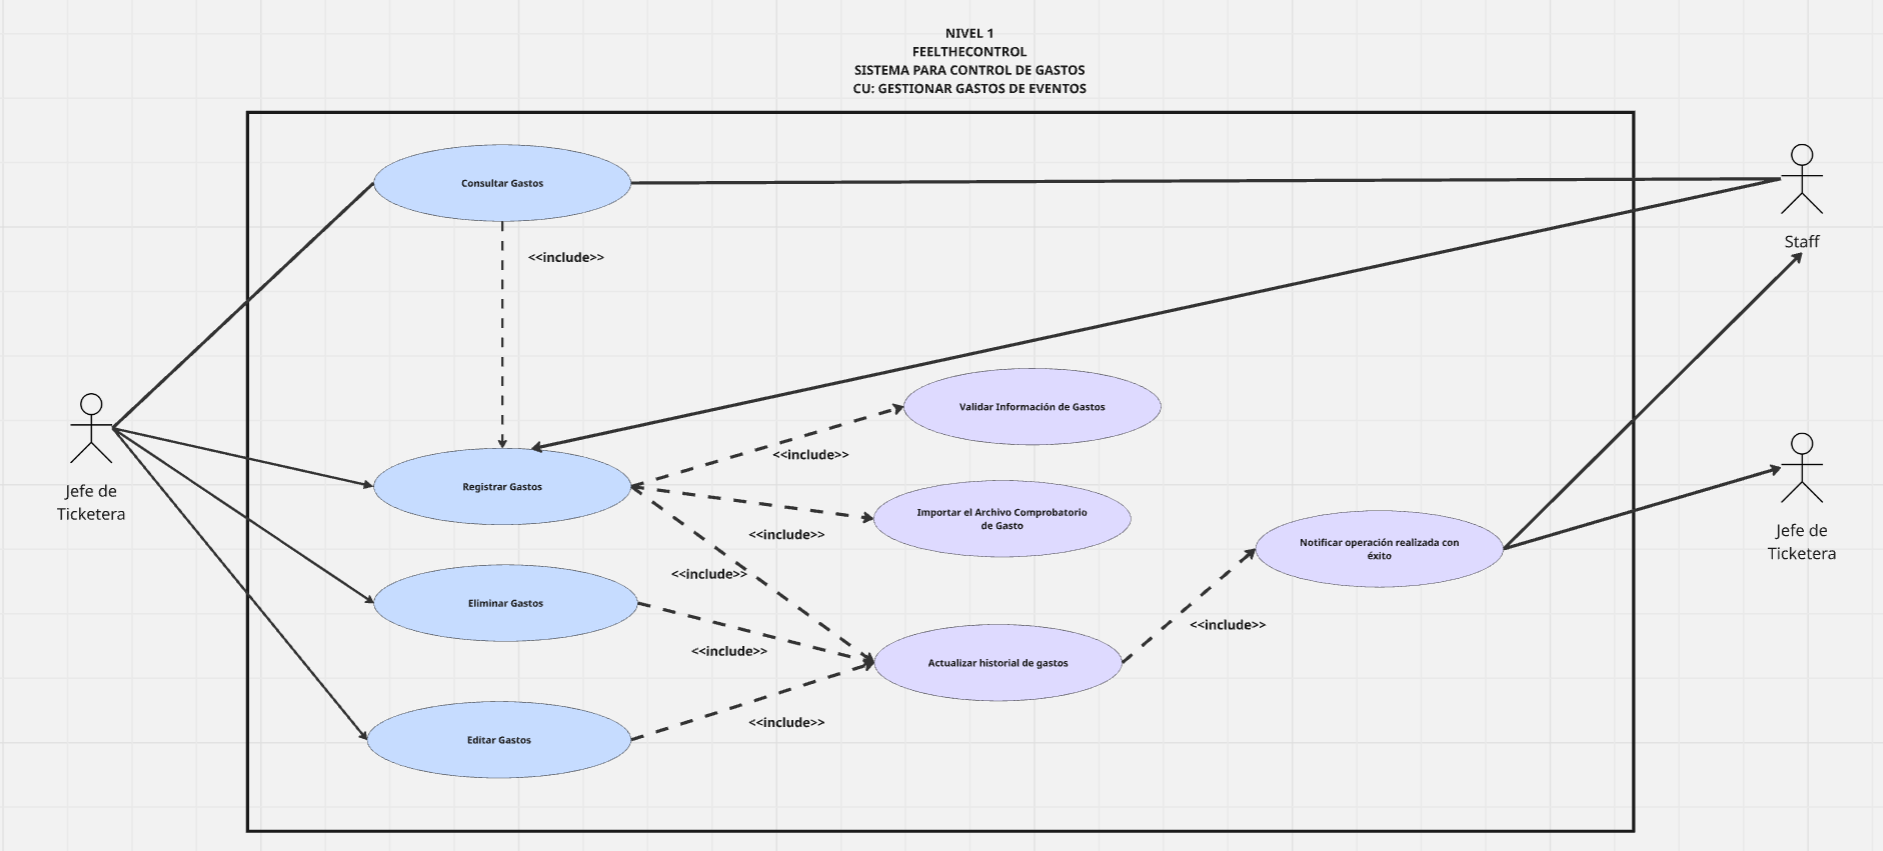 NIVEL 1
FEELTHECONTROL
SISTEMA PARA CONTROL DE GASTOS
CU: GESTIONAR GASTOS DE EVENTOS
Consultar Gastos
<<include>>
Staff
Jefe de
Ticketera
Validar Información de Gastos
<<include>>
Registrar Gastos
Importar el Archivo Comprobatorio
de Gasto
<<include>>
Jefe de
Ticketera
Notificar operación realizada con
éxito
<<include>>
Eliminar Gastos
<<include>>
<<include>>
Actualizar historial de gastos
<<include>>
Editar Gastos